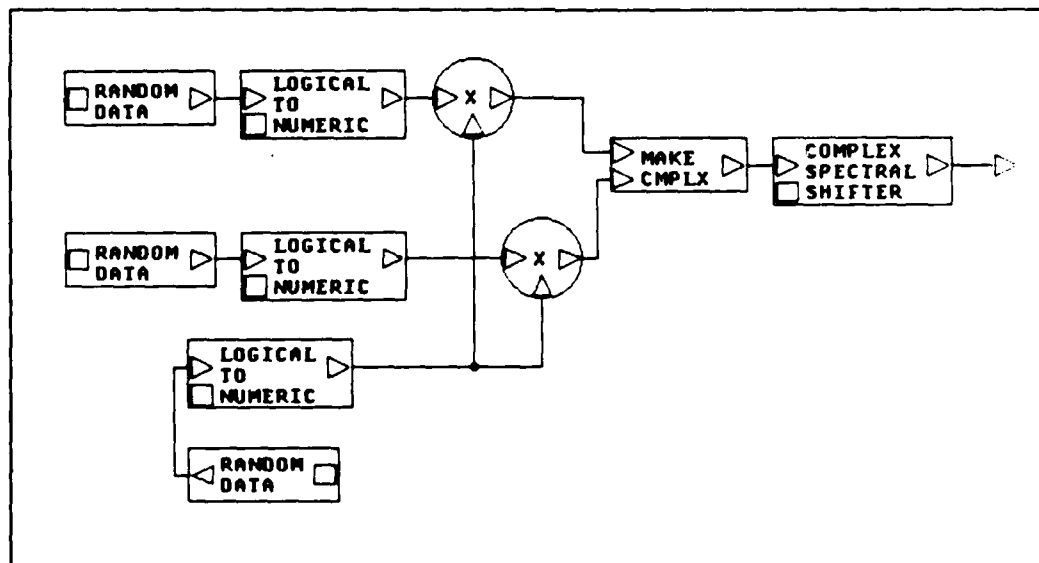 RANDOM
DATA
LOGICAL
TO
NUMERIC
X
MAKE
CMPLX
COMPLEX
SPECTRAL
SHIFTER
RANDOM
DATA
LOGICAL
TO
NUMERIC
X
LOGICAL
TO
NUMERIC
RANDOM
DATA